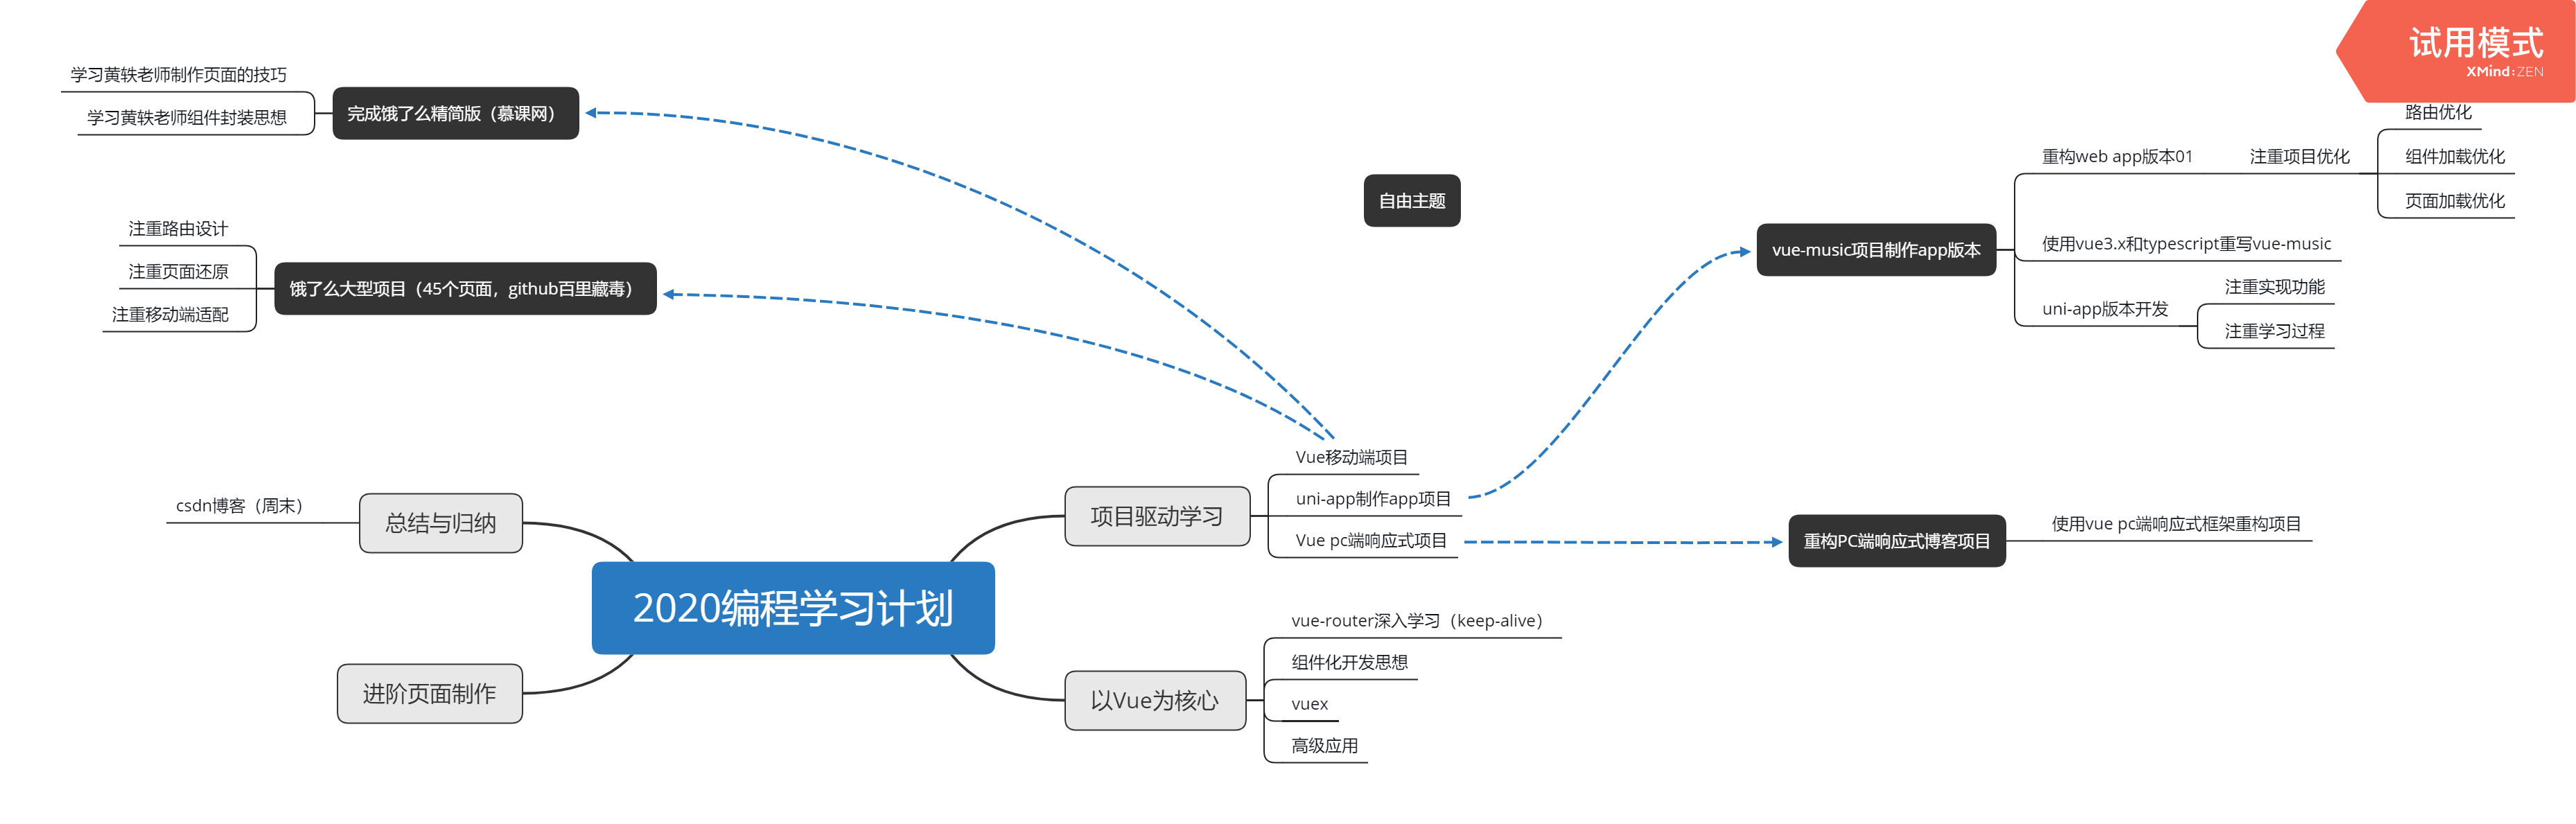 试用模式
XMind:ZEN
学习黄轶老师制作页面的技巧
学习黄轶老师组件封装思想
完成饿了么精简版（慕课网）
注重路由设计
注重页面还原
注重移动端适配
饿了么大型项目（45个页面，github百里藏毒）
自由主题
vue-music项目制作app版本
重构web app版本01
注重项目优化
路由优化
组件加载优化
页面加载优化
使用vue3.x和typescript重写vue-music
uni-app版本开发
注重实现功能
注重学习过程
csdn博客（周末）
总结与归纳
进阶页面制作
2020编程学习计划
项目驱动学习
Vue移动端项目
uni-app制作app项目
Vue pc端响应式项目
重构PC端响应式博客项目
使用vue pc端响应式框架重构项目
以Vue为核心
vue-router深入学习（keep-alive）
组件化开发思想
vuex
高级应用